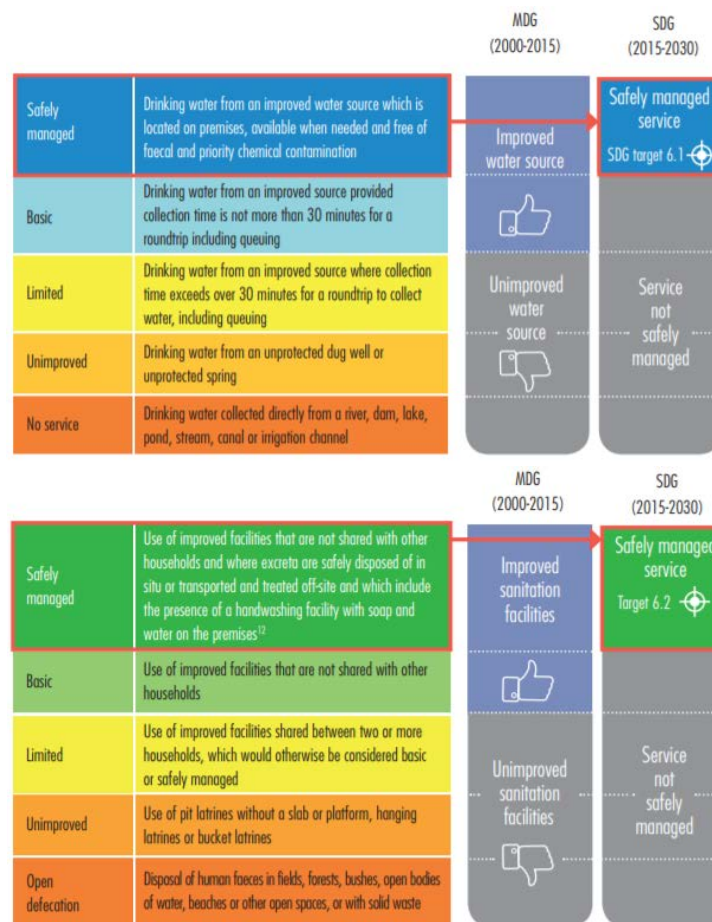 MDG
(2000-2015)
SDG
(2015-2030)
Safely
managed
Drinking water from an improved water source which is
located on premises, available when needed and free of
faecal and priority chemical contamination
Improved
water source
Safely managed
service
SDG target 6.1
Basic
Drinking water from an improved source provided
collection time is not more than 30 minutes for a
roundtrip including queuing
Limited
Drinking water from an improved source where collection
time exceeds over 30 minutes for a roundtrip to collect
water, including queuing
Unimproved
water
source
Service
not
safely
managed
Unimproved
Drinking water from an unprotected dug well or
unprotected spring
No service
Drinking water collected directly from a river, dam, lake,
pond, stream, canal or irrigation channel
MDG
(2000-2015)
SDG
(2015-2030)
Safely
managed
Use of improved facilities that are not shared with other
households and where excreta are safely disposed of in
situ or transported and treated off-site and which include
the presence of a handwashing facility with soap and
water on the premises12
Improved
sanitation
facilities
Safely managed
service
Target 6.2
Basic
Use of improved facilities that are not shared with other
households
Limited
Use of improved facilities shared between two or more
households, which would otherwise be considered basic
or safely managed
Unimproved
sanitation
facilities
Service
not
safely
managed
Unimproved
Use of pit latrines without a slab or platform, hanging
latrines or bucket latrines
Open
defecation
Disposal of human faeces in fields, forests, bushes, open bodies
of water, beaches or other open spaces, or with solid waste